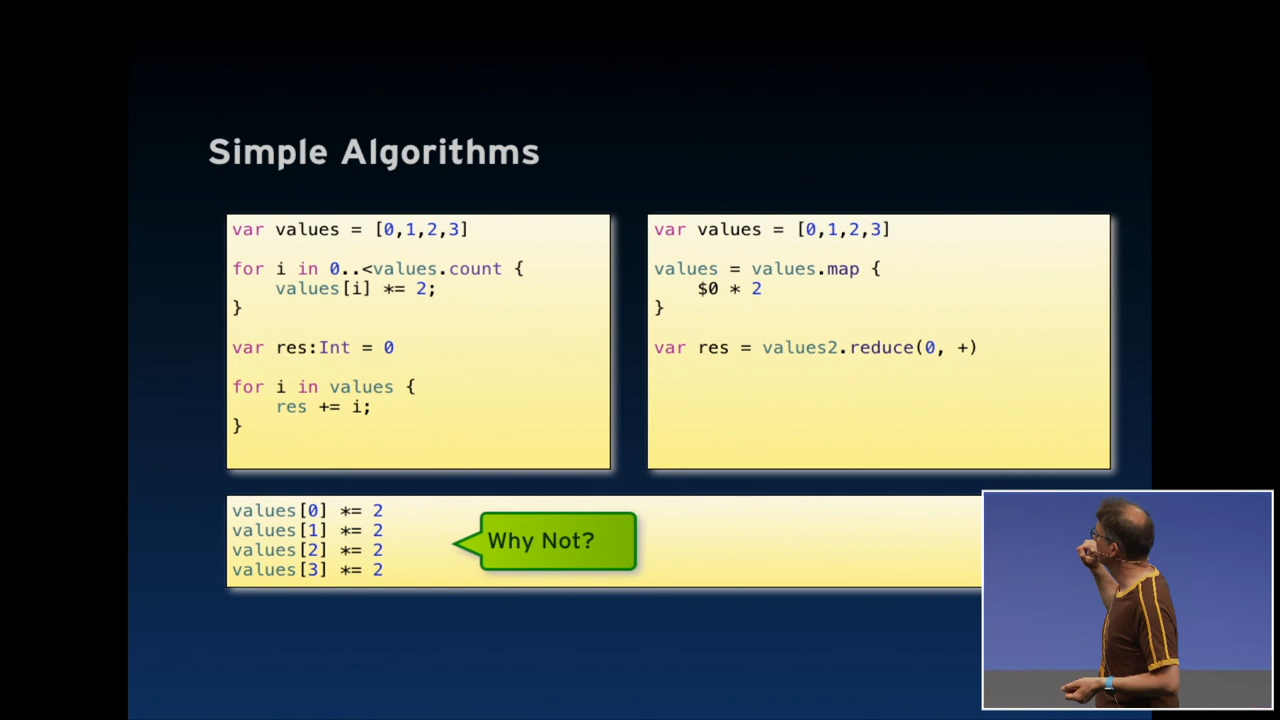 Simple Algorithms
var values = [0,1,2,3]
for i in 0..<values.count {
    values[i] *= 2;
}
var res:Int = 0
for i in values {
    res += i;
}
var values = [0,1,2,3]
values = values.map {
    $0 * 2
}
var res = values2.reduce(0, +)
values[0] *= 2
values[1] *= 2
values[2] *= 2
values[3] *= 2
Why Not?